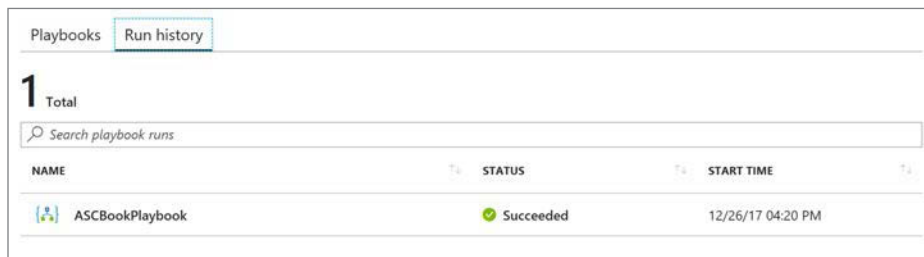 Playbooks Run history
1 Total
Search playbook runs
NAME STATUS START TIME
ASCBookPlaybook Succeeded 12/26/17 04:20 PM